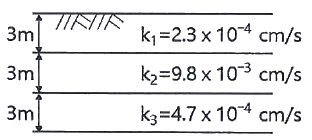 3m k₁=2.3 x 10⁻⁴ cm/s
3m k₂=9.8 x 10⁻³ cm/s
3m k₃=4.7 x 10⁻⁴ cm/s